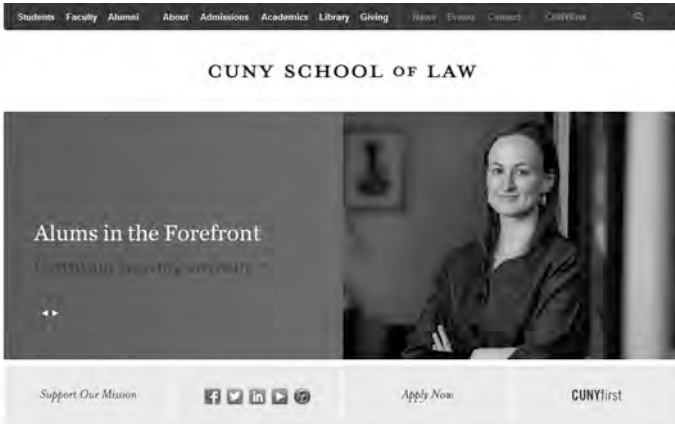 Students Faculty Alumni About Admissions Academics Library Giving News Events Contact CUNYfirst
CUNY SCHOOL OF LAW
Alums in the Forefront
Support Our Mission Apply Now CUNYfirst